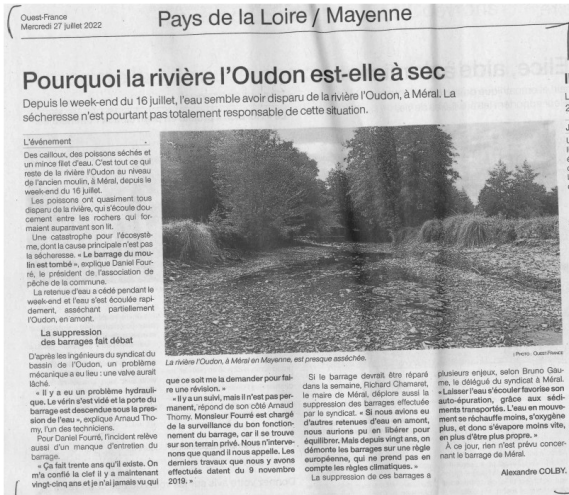 Ouest-France
Mercredi 27 juillet 2022
Pays de la Loire / Mayenne
Pourquoi la rivière l'Oudon est-elle à sec
Depuis le week-end du 16 juillet, l'eau semble avoir disparu de la rivière l'Oudon, à Méral. La
sécheresse n'est pourtant pas totalement responsable de cette situation.
L'événement
Des cailloux, des poissons séchés et
un mince filet d'eau. C'est tout ce qui
reste de la rivière l'Oudon au niveau
de l'ancien moulin, à Méral, depuis le
week-end du 16 juillet.
Les poissons ont quasiment tous
disparu de la rivière, qui s'écoule dou-
cement entre les rochers qui for-
maient auparavant son lit.
Une catastrophe pour l'écosystè-
me, dont la cause principale n'est pas
la sécheresse. « Le barrage du mou-
lin est tombé », explique Daniel Four-
ré, le président de l'association de
pêche de la commune.
La retenue d'eau a cédé pendant le
week-end et l'eau s'est écoulée rapi-
dement, asséchant partiellement
l'Oudon, en amont.
La suppression
des barrages fait débat
D'après les ingénieurs du syndicat du
bassin de l'Oudon, un problème
mécanique a eu lieu : une valve aurait
lâché.
« Il y a eu un problème hydrauli-
que. Le vérin s'est vidé et la porte du
barrage est descendue sous la pres-
sion de l'eau », explique Arnaud Tho-
my, l'un des techniciens.
Pour Daniel Fourré, l'incident relève
aussi d'un manque d'entretien du
barrage.
« Ça fait trente ans qu'il existe. On
m'a confié la clef il y a maintenant
vingt-cinq ans et je n'ai jamais vu qui
La rivière l'Oudon, à Méral en Mayenne, est presque asséchée.
| PHOTO : OUEST-FRANCE
que ce soit me la demander pour fai-
re une révision. »
« Il y a un suivi, mais il n'est pas per-
manent, répond de son côté Arnaud
Thomy. Monsieur Fourré est chargé
de la surveillance du bon fonction-
nement du barrage, car il se trouve
sur son terrain privé. Nous n'interve-
nons que quand il nous appelle. Les
derniers travaux que nous y avons
effectués datent du 9 novembre
2019. »
Si le barrage devrait être réparé
dans la semaine, Richard Chamaret,
le maire de Méral, déplore aussi la
suppression des barrages effectuée
par le syndicat. « Si nous avions eu
d'autres retenues d'eau en amont,
nous aurions pu en libérer pour
équilibrer. Mais depuis vingt ans, on
démonte les barrages sur une règle
européenne, qui ne prend pas en
compte les règles climatiques. »
La suppression de ces barrages a
plusieurs enjeux, selon Bruno Gau-
me, le délégué du syndicat à Méral.
« Laisser l'eau s'écouler favorise son
auto-épuration, grâce aux sédi-
ments transportés. L'eau en mouve-
ment se réchauffe moins, s'oxygène
plus, et donc s'évapore moins vite,
en plus d'être plus propre. »
À ce jour, rien n'est prévu concer-
nant le barrage de Méral.
Alexandre COLBY.